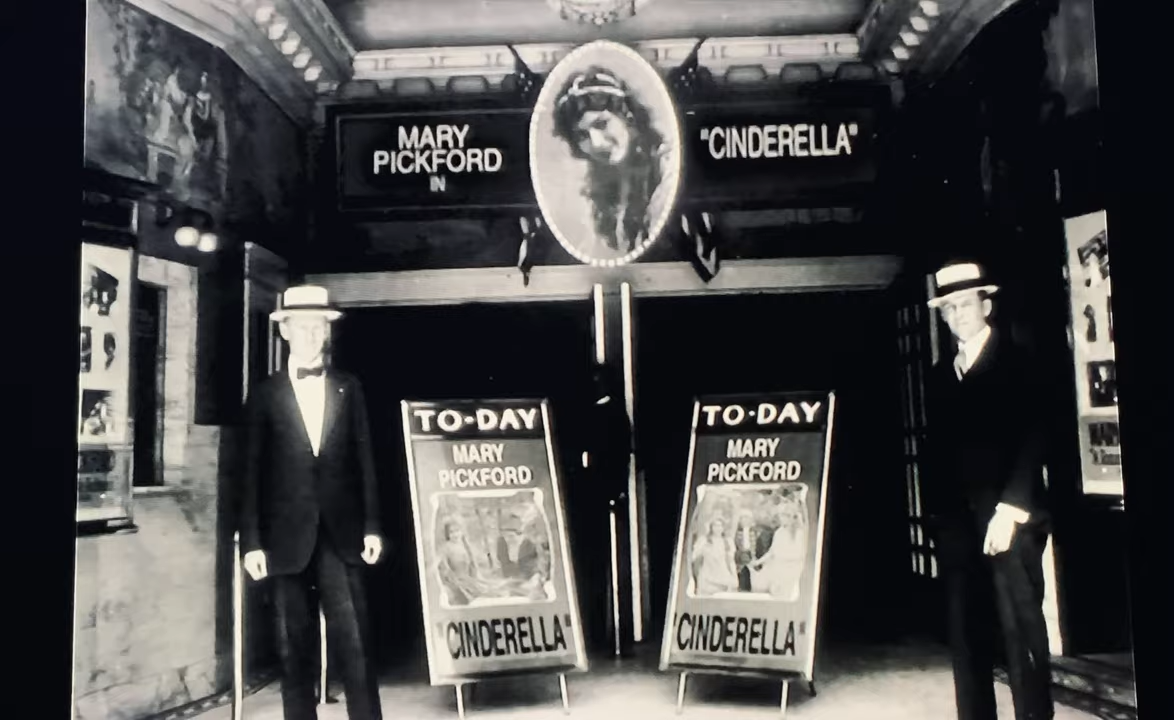 MARY
PICKFORD
IN
"CINDERELLA"
TO·DAY
MARY
PICKFORD
"CINDERELLA"
TO·DAY
MARY
PICKFORD
"CINDERELLA"